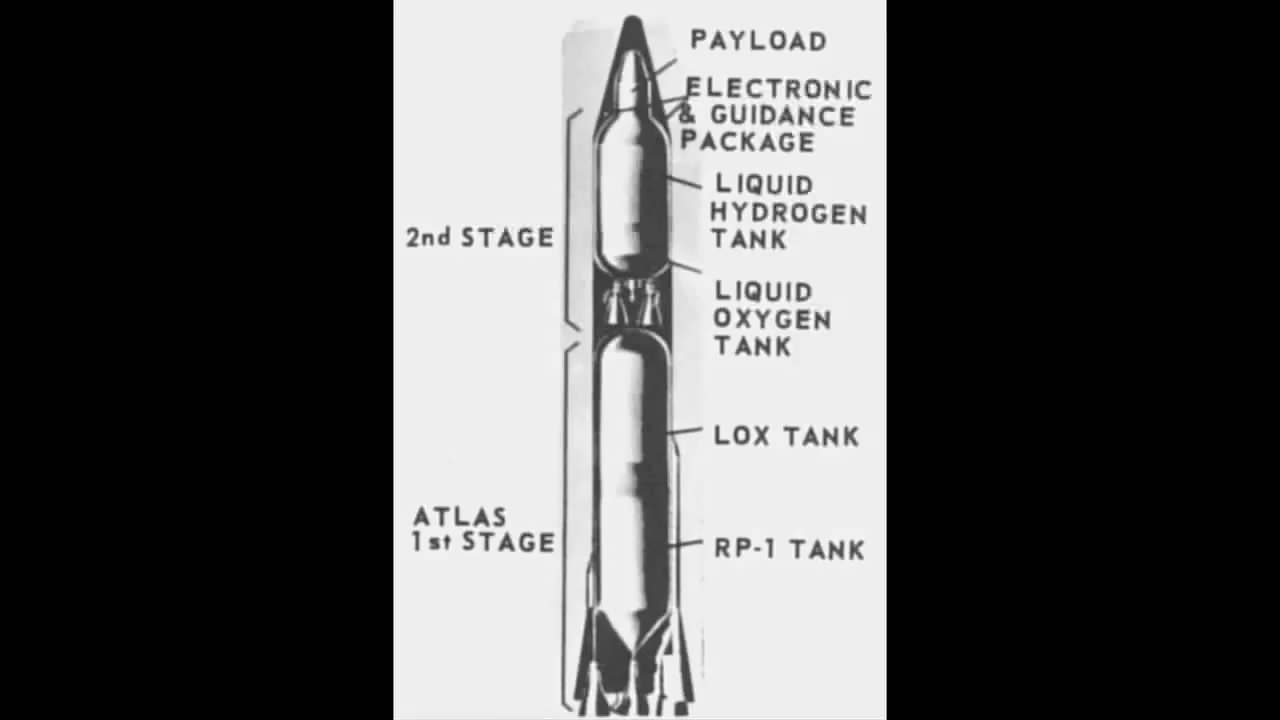 PAYLOAD
ELECTRONIC
& GUIDANCE
PACKAGE
LIQUID
HYDROGEN
TANK
2nd STAGE
LIQUID
OXYGEN
TANK
LOX TANK
ATLAS
1st STAGE
RP-1 TANK